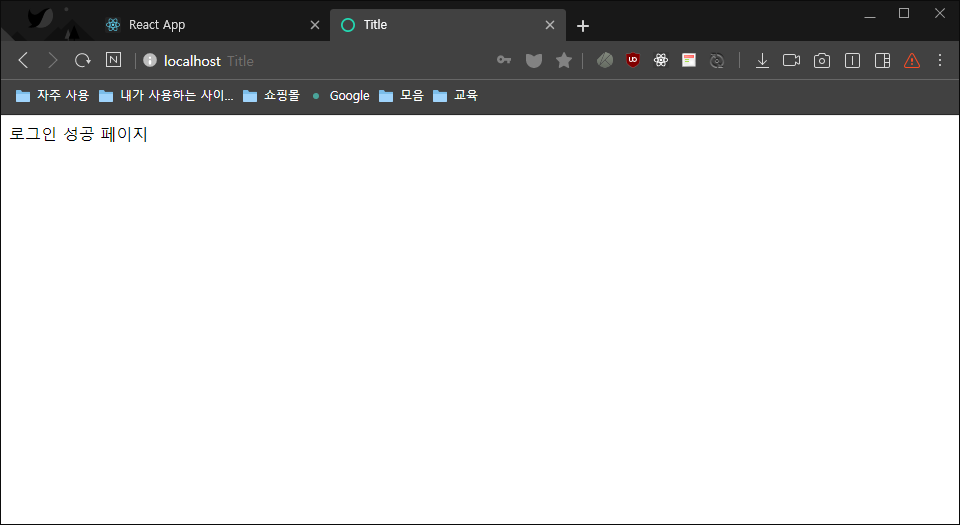 React App
Title
N
localhost Title
UD
자주 사용
내가 사용하는 사이...
쇼핑몰
Google
모음
교육
로그인 성공 페이지